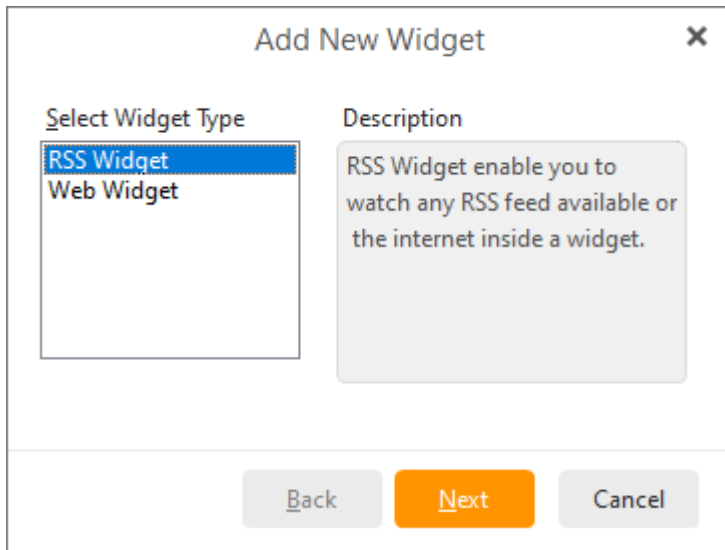 Add New Widget
Select Widget Type
Description
RSS Widget
Web Widget
RSS Widget enable you to
watch any RSS feed available or
the internet inside a widget.
Back
Next
Cancel